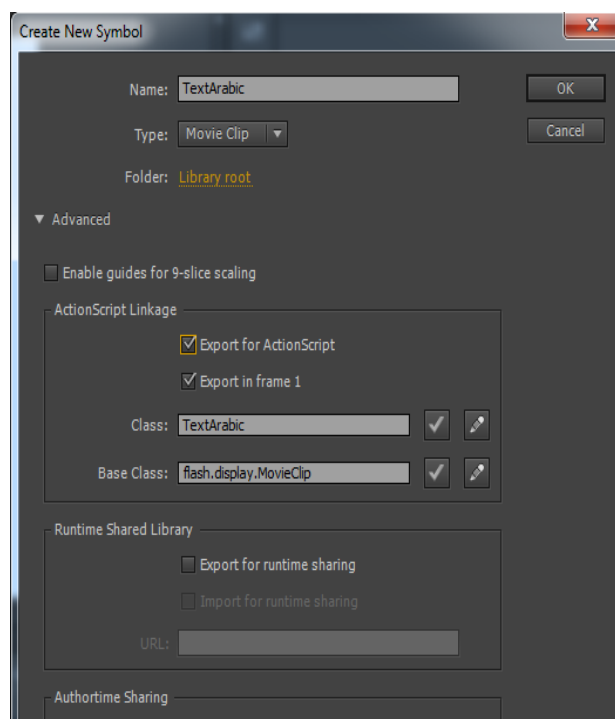 Create New Symbol
Name: TextArabic OK
Type: Movie Clip Cancel
Folder: Library root
Advanced
Enable guides for 9-slice scaling
ActionScript Linkage
Export for ActionScript
Export in frame 1
Class: TextArabic
Base Class: flash.display.MovieClip
Runtime Shared Library
Export for runtime sharing
Import for runtime sharing
URL:
Authortime Sharing